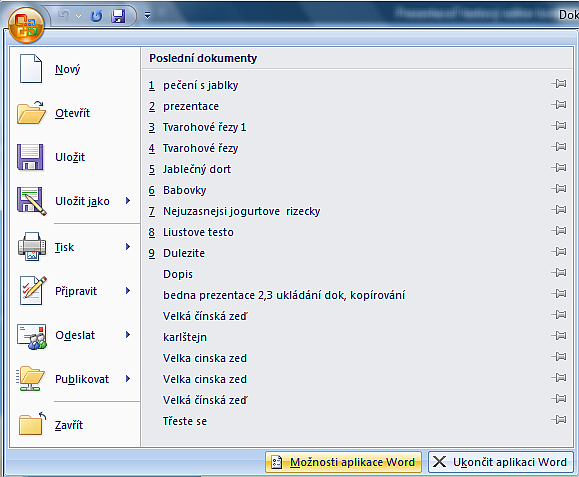 Dok
Nový
Otevřít
Uložit
Uložit jako
Tisk
Připravit
Odeslat
Publikovat
Zavřít
Poslední dokumenty
1 pečení s jablky
2 prezentace
3 Tvarohové řezy 1
4 Tvarohové řezy
5 Jablečný dort
6 Babovky
7 Nejuzasnejsi jogurtove rizecky
8 Liustove testo
9 Dulezite
Dopis
bedna prezentace 2,3 ukládání dok, kopírování
Velká čínská zeď
karlštejn
Velka cinska zed
Velka cinska zed
Velká čínská zeď
Třeste se
Možnosti aplikace Word
Ukončit aplikaci Word